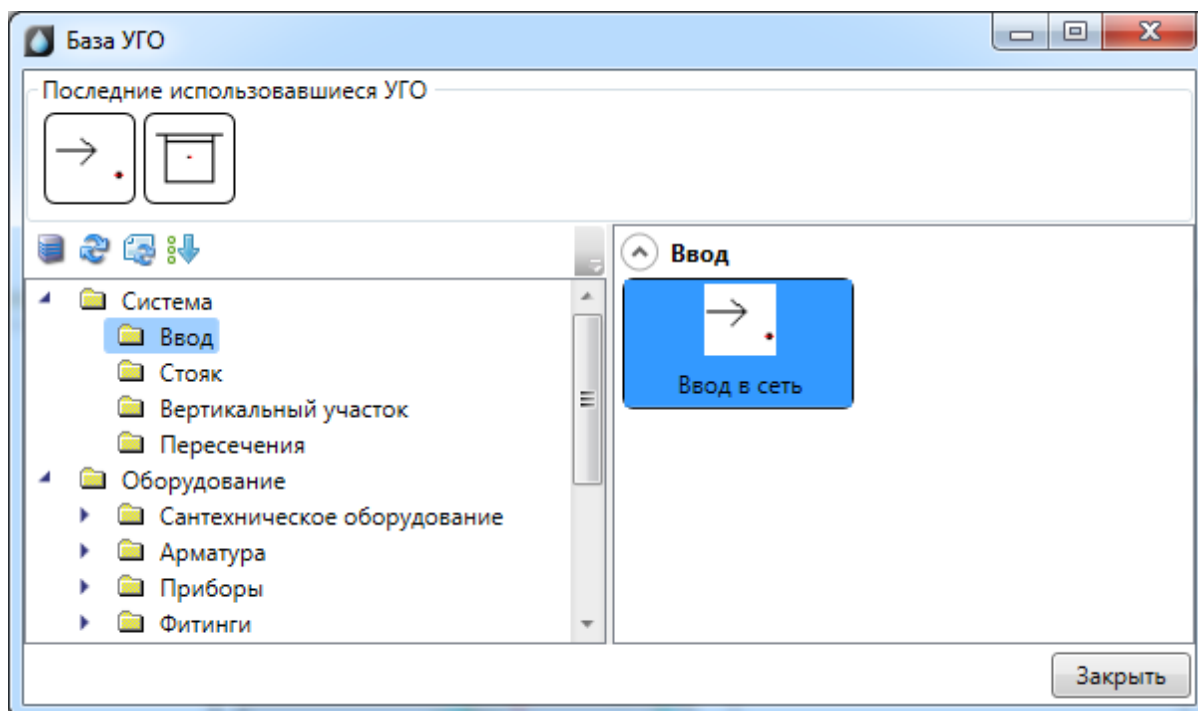 База УГО
Последние использовавшиеся УГО
Ввод
Ввод в сеть
Система
Ввод
Стояк
Вертикальный участок
Пересечения
Оборудование
Сантехническое оборудование
Арматура
Приборы
Фитинги
Закрыть